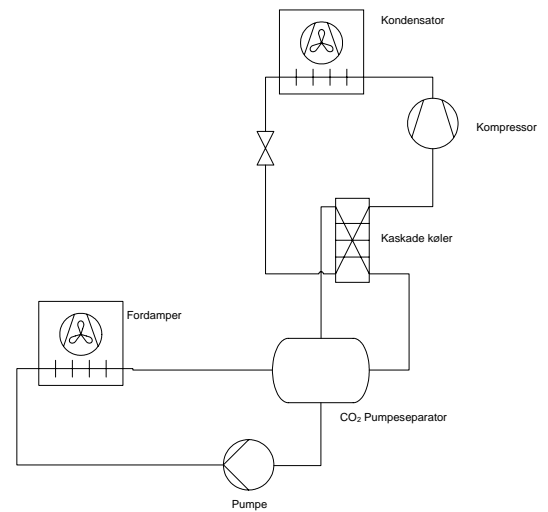 Kondensator
Kompressor
Kaskade køler
Fordamper
CO₂ Pumpeseparator
Pumpe